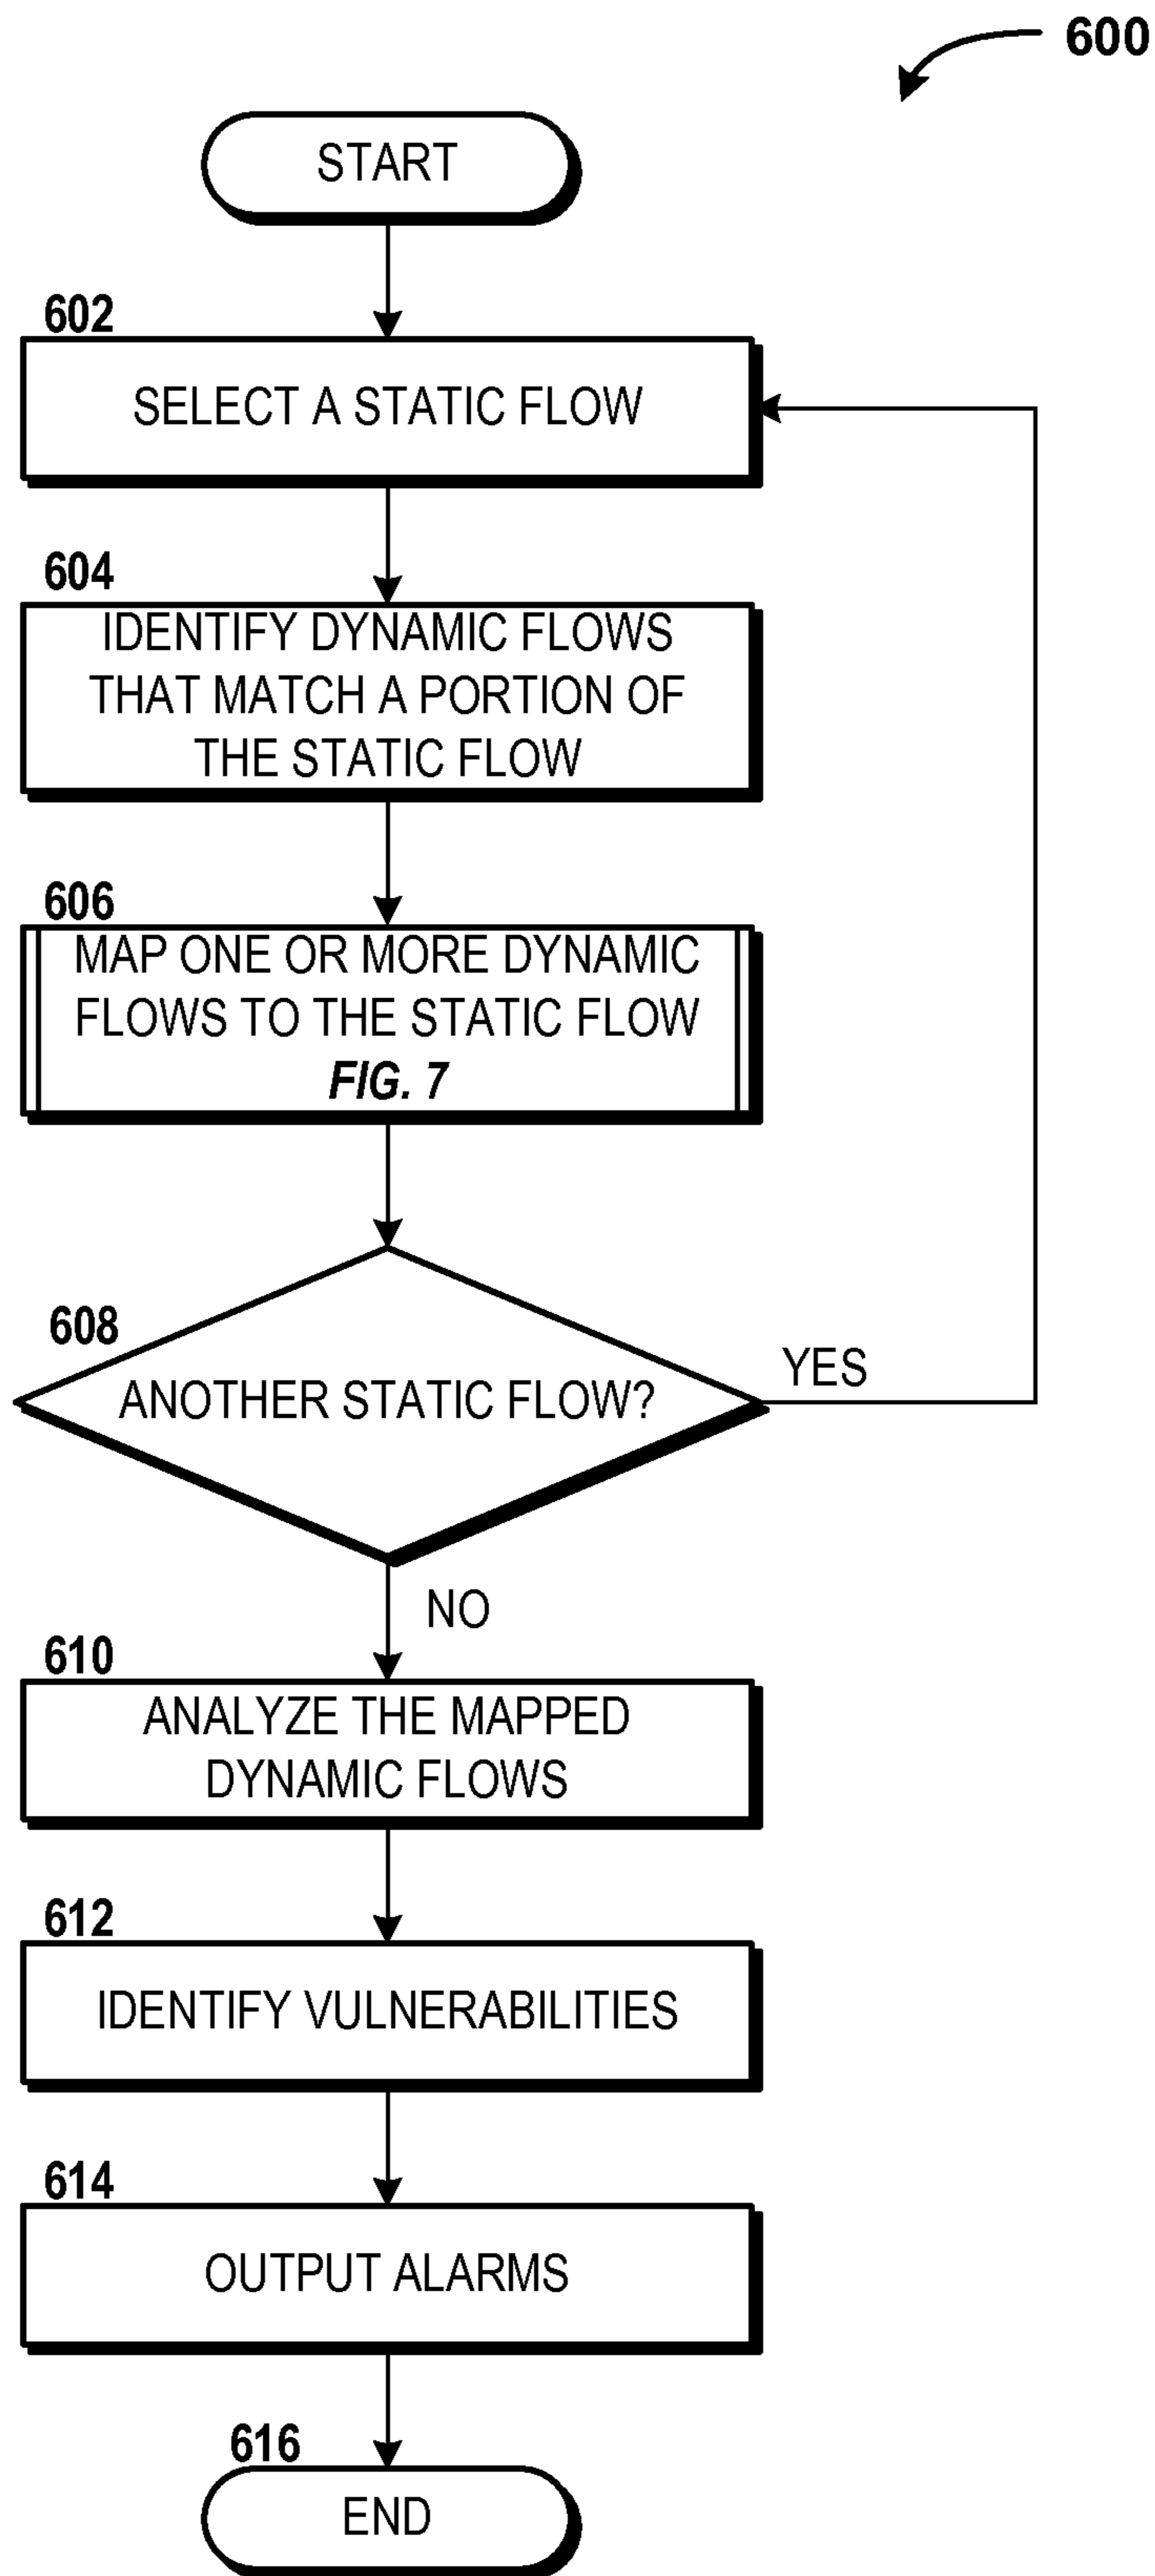 600
START
602
SELECT A STATIC FLOW
604
IDENTIFY DYNAMIC FLOWS
THAT MATCH A PORTION OF
THE STATIC FLOW
606
MAP ONE OR MORE DYNAMIC
FLOWS TO THE STATIC FLOW
FIG. 7
608
ANOTHER STATIC FLOW?
YES
NO
610
ANALYZE THE MAPPED
DYNAMIC FLOWS
612
IDENTIFY VULNERABILITIES
614
OUTPUT ALARMS
616
END